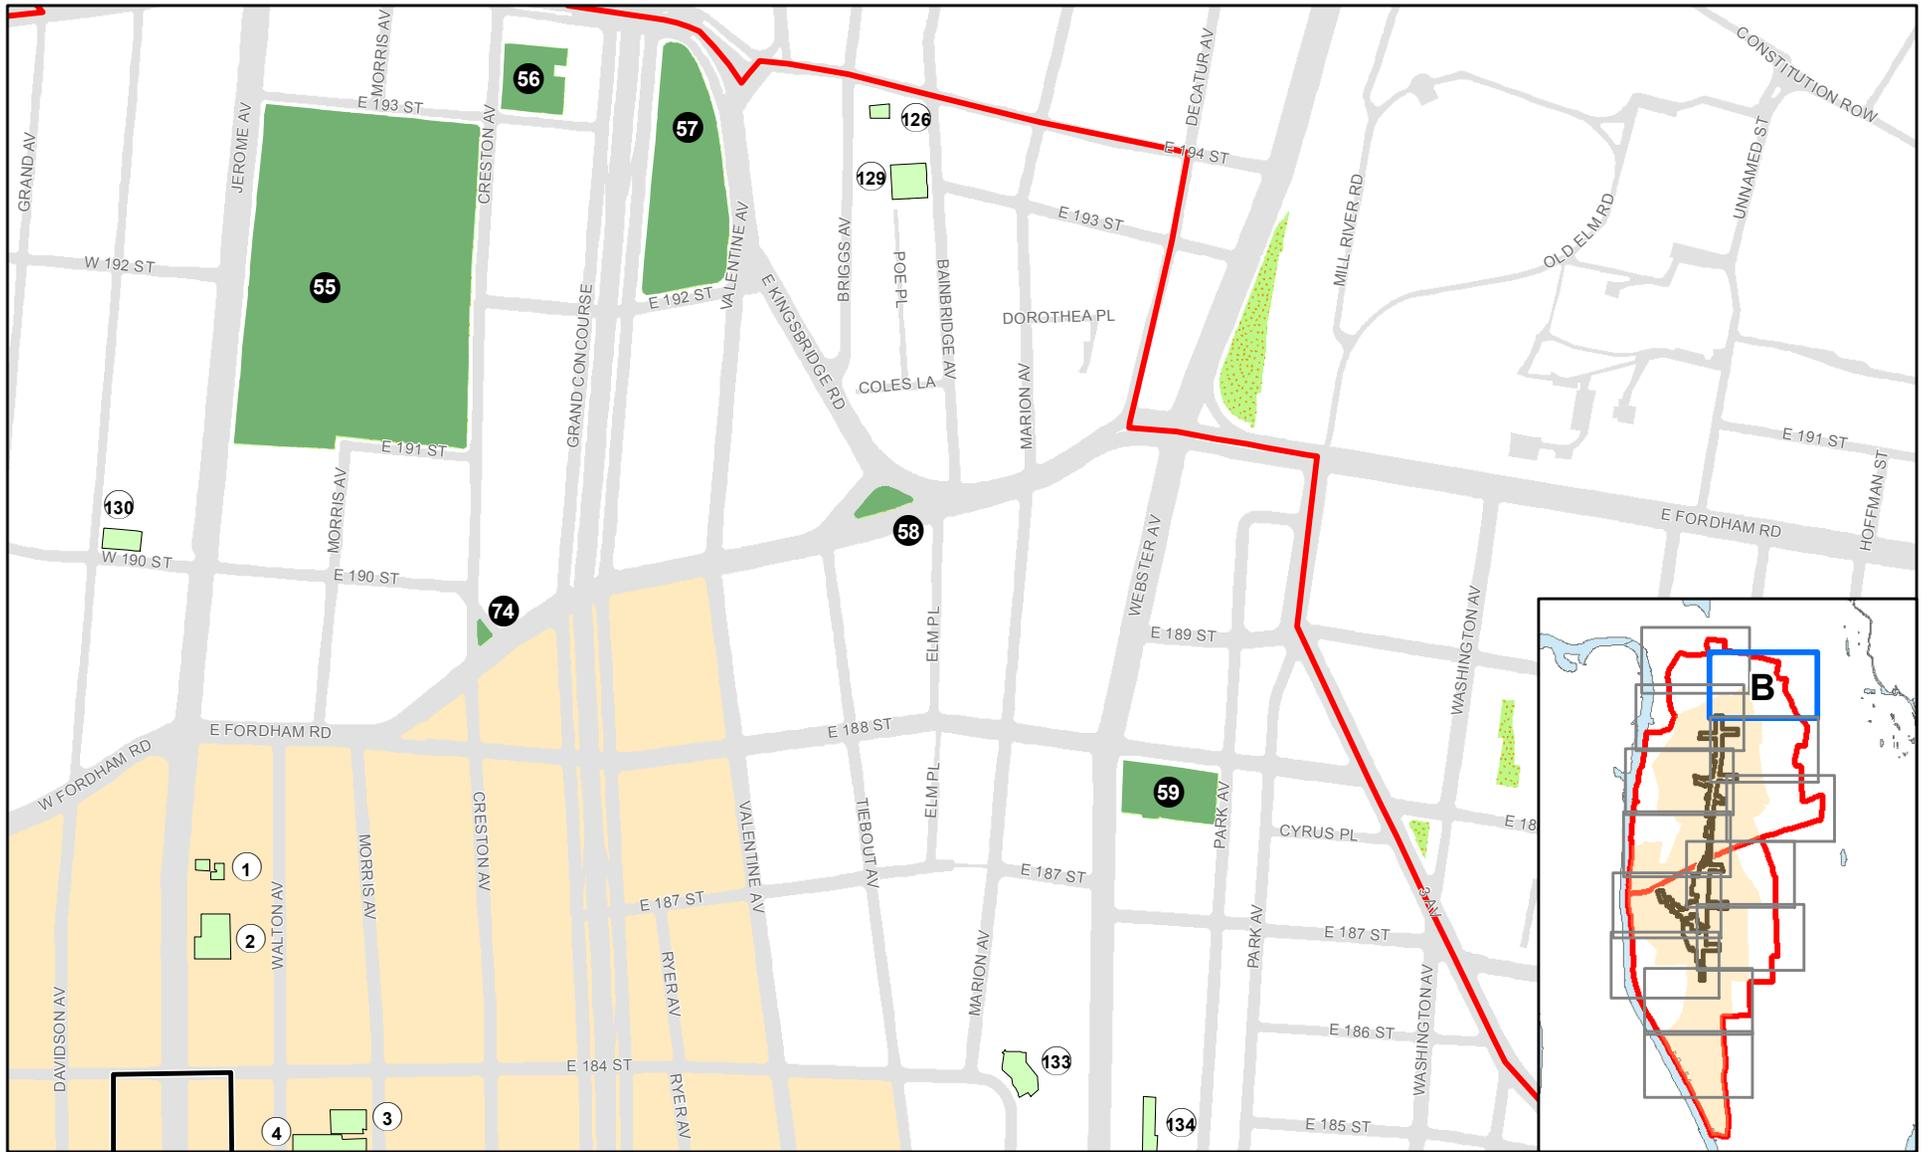 MORRIS AV
CONSTITUTION ROW
DECATUR AV
56
E 193 ST
JEROME AV
CRESTON AV
57
126
GRAND AV
E 194 ST
UNNAMED ST
129
MILL RIVER RD
OLD ELM RD
E 193 ST
VALENTINE AV
BRIGGS AV
POE PL
BAINBRIDGE AV
W 192 ST
55
E 192 ST
E KINGSBRIDGE RD
DOROTHEA PL
GRAND CONCOURSE
COLES LA
MARION AV
E 191 ST
E 191 ST
HOFFMAN ST
130
MORRIS AV
58
E FORDHAM RD
W 190 ST
E 190 ST
WEBSTER AV
74
ELM PL
E 189 ST
WASHINGTON AV
B
E FORDHAM RD
E 188 ST
W FORDHAM RD
ELM PL
59
PARK AV
CRESTON AV
VALENTINE AV
TIEBOUT AV
CYRUS PL
E 18
MORRIS AV
1
E 187 ST
E 187 ST
3 AV
WALTON AV
2
E 187 ST
PARK AV
RYER AV
MARION AV
WASHINGTON AV
DAVIDSON AV
E 186 ST
E 184 ST
133
RYER AV
3
4
134
E 185 ST